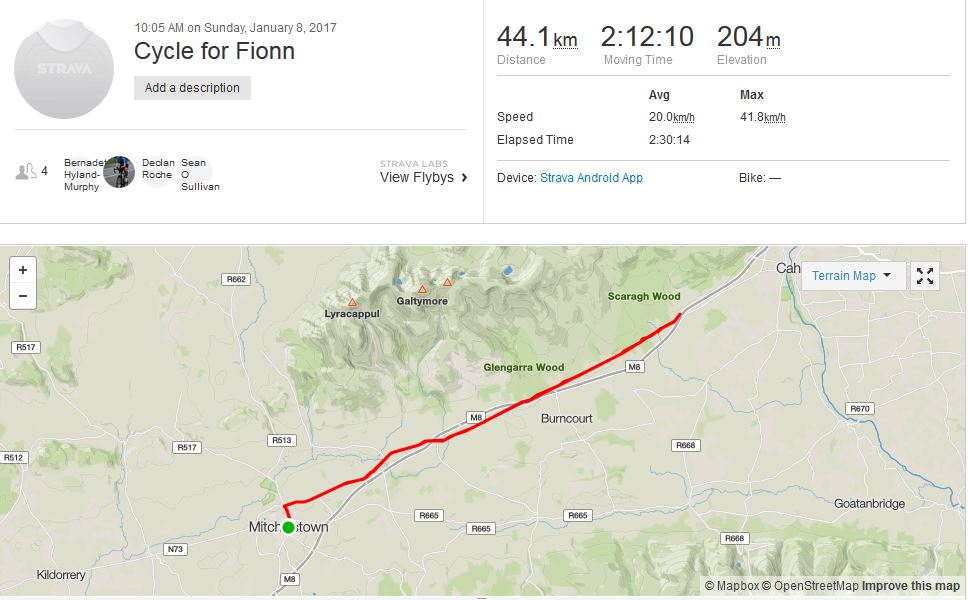 STRAVA
10:05 AM on Sunday, January 8, 2017
Cycle for Fionn
Add a description
4
Bernadet
Hyland-
Murphy
Declan
Roche
Sean
O
Sullivan
STRAVA LABS
View Flybys
44.1km
Distance
2:12:10
Moving Time
204m
Elevation
Avg
Max
Speed
20.0km/h
41.8km/h
Elapsed Time
2:30:14
Device: Strava Android App
Bike: —
+
−
R662
Cah
Terrain Map
Scaragh Wood
Galtymore
Lyracappul
R517
Glengarra Wood
M8
R670
M8
Burncourt
R513
R517
R668
R512
Goatanbridge
R665
R665
R665
Mitch stown
R668
N73
Kildorrery
M8
© Mapbox © OpenStreetMap Improve this map